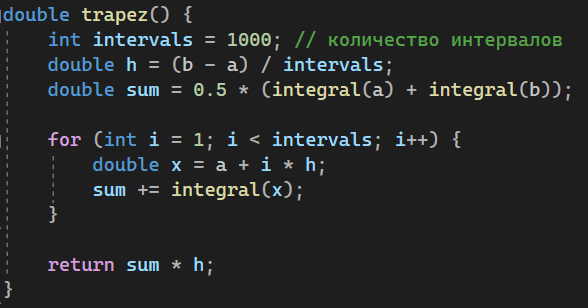 double trapez() {
    int intervals = 1000; // количество интервалов
    double h = (b - a) / intervals;
    double sum = 0.5 * (integral(a) + integral(b));

    for (int i = 1; i < intervals; i++) {
        double x = a + i * h;
        sum += integral(x);
    }

    return sum * h;
}